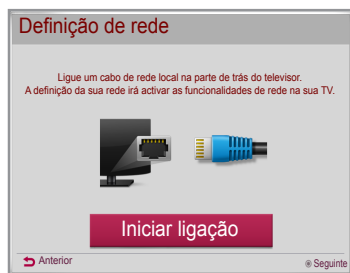 Definição de rede
Ligue um cabo de rede local na parte de trás do televisor.
A definição da sua rede irá activar as funcionalidades de rede na sua TV.
Iniciar ligação
Anterior
Seguinte